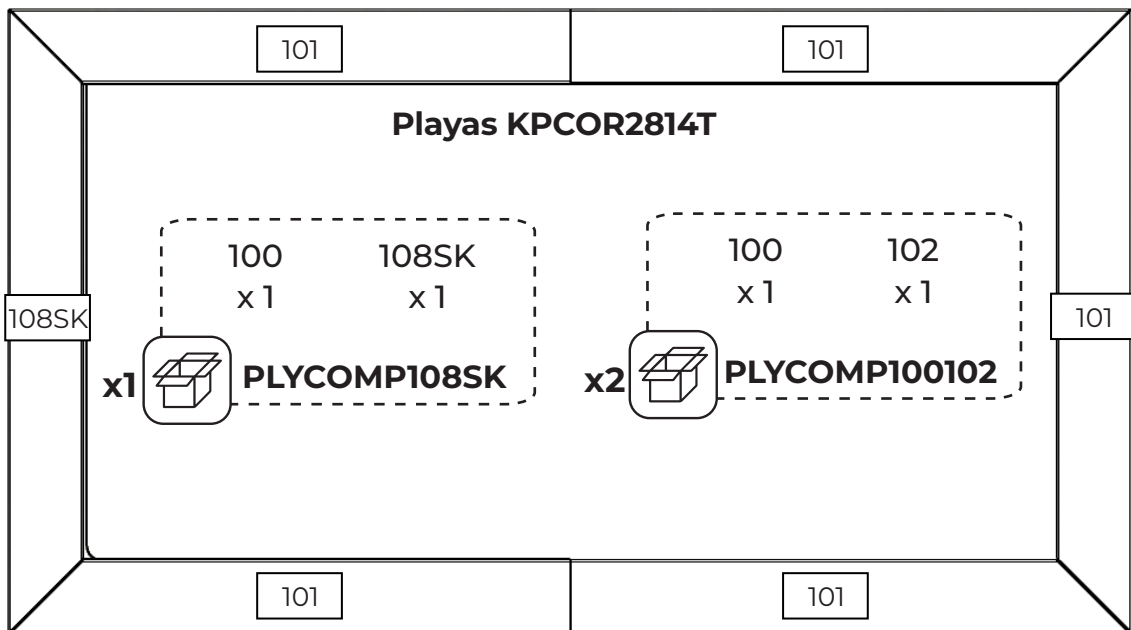 101
101
Playas KPCOR2814T
100
108SK
x 1
x 1
x1
PLYCOMP108SK
100
102
x 1
x 1
x2
PLYCOMP100102
108SK
101
101
101